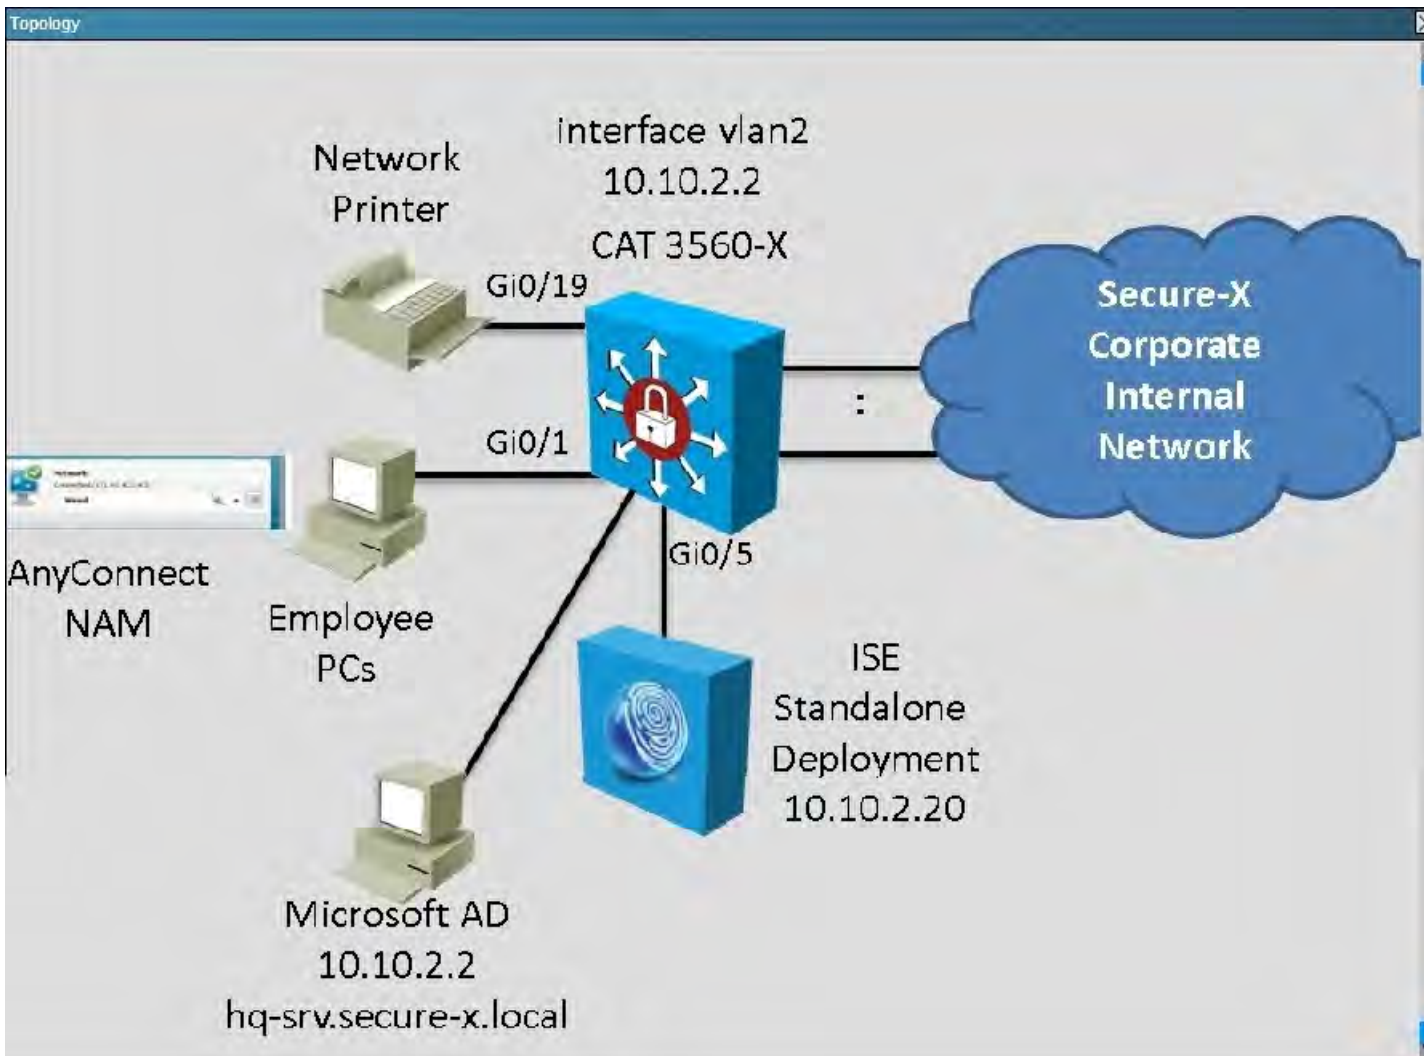 Topology
interface vlan2
10.10.2.2
CAT 3560-X
Network
Printer
Gi0/19
Secure-X
Corporate
Internal
Network
:
Gi0/1
Gi0/5
AnyConnect
NAM
Employee
PCs
ISE
Standalone
Deployment
10.10.2.20
Microsoft AD
10.10.2.2
hq-srv.secure-x.local